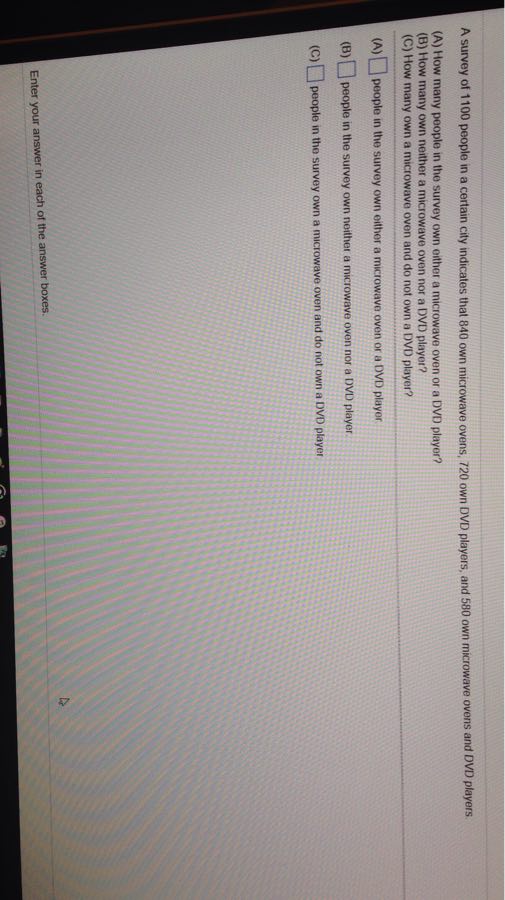 A survey of 1100 people in a certain city indicates that 840 own microwave ovens, 720 own DVD players, and 580 own microwave ovens and DVD players.
(A) How many people in the survey own either a microwave oven or a DVD player?
(B) How many own neither a microwave oven nor a DVD player?
(C) How many own a microwave oven and do not own a DVD player?
(A) people in the survey own either a microwave oven or a DVD player
(B) people in the survey own neither a microwave oven nor a DVD player
(C) people in the survey own a microwave oven and do not own a DVD player
Enter your answer in each of the answer boxes.